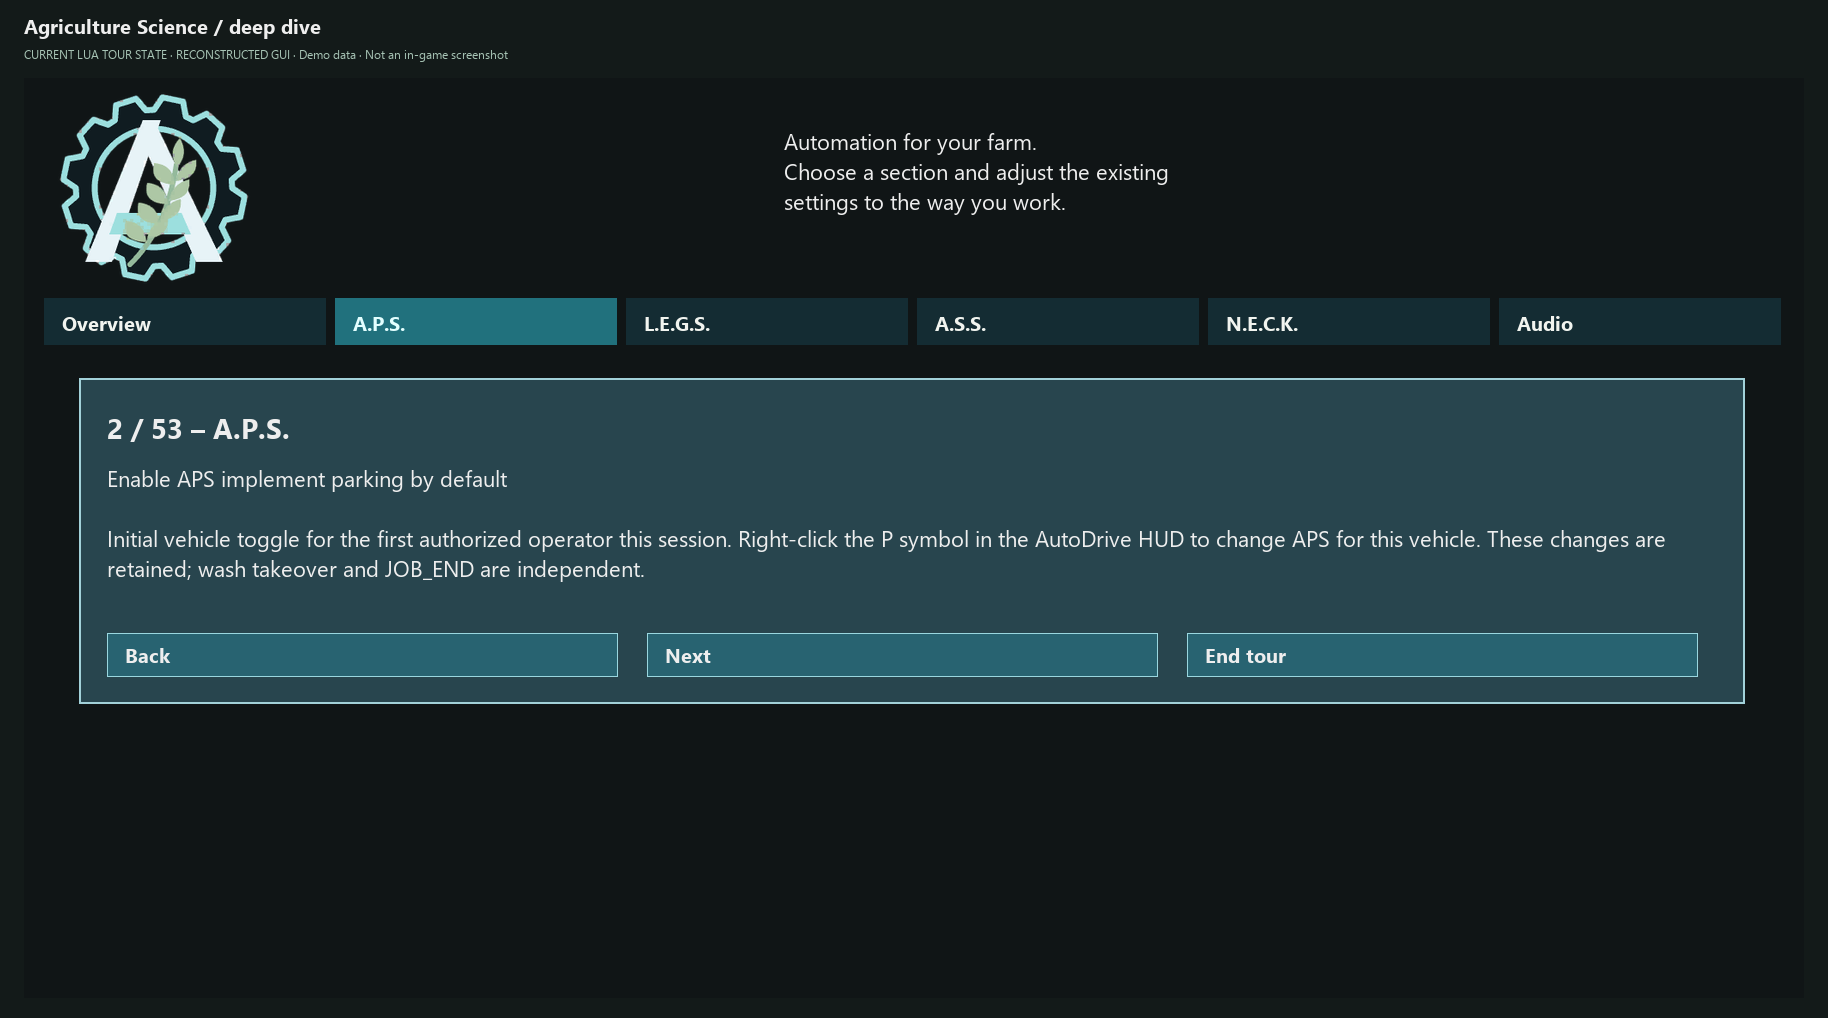 Agriculture Science / deep dive
CURRENT LUA TOUR STATE · RECONSTRUCTED GUI · Demo data · Not an in-game screenshot
Automation for your farm.
Choose a section and adjust the existing
settings to the way you work.
Overview
A.P.S.
L.E.G.S.
A.S.S.
N.E.C.K.
Audio
2 / 53 – A.P.S.
Enable APS implement parking by default
Initial vehicle toggle for the first authorized operator this session. Right-click the P symbol in the AutoDrive HUD to change APS for this vehicle. These changes are
retained; wash takeover and JOB_END are independent.
Back
Next
End tour